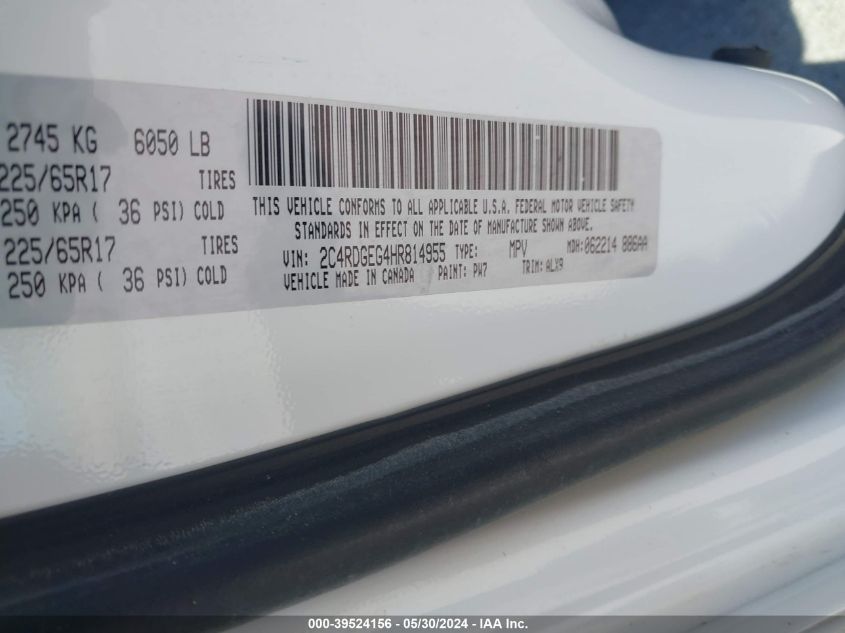 2745 KG 6050 LB
225/65R17 TIRES
250 KPA ( 36 PSI) COLD
225/65R17 TIRES
250 KPA ( 36 PSI) COLD
THIS VEHICLE CONFORMS TO ALL APPLICABLE U.S.A. FEDERAL MOTOR VEHICLE SAFETY
STANDARDS IN EFFECT ON THE DATE OF MANUFACTURE SHOWN ABOVE.
VIN: 2C4RDGEG4HR814955 TYPE: MPV MDH: 062214 886AA
VEHICLE MADE IN CANADA PAINT: PW7 TRIM: ALX9
000-39524156 - 05/30/2024 - IAA Inc.